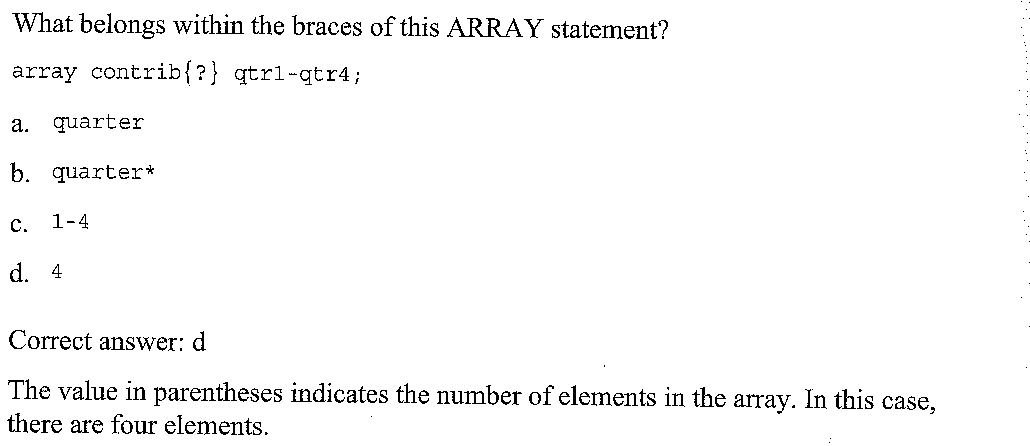 What belongs within the braces of this ARRAY statement?
array contrib{?} qtr1-qtr4;
a. quarter
b. quarter*
c. 1-4
d. 4
Correct answer: d
The value in parentheses indicates the number of elements in the array. In this case,
there are four elements.